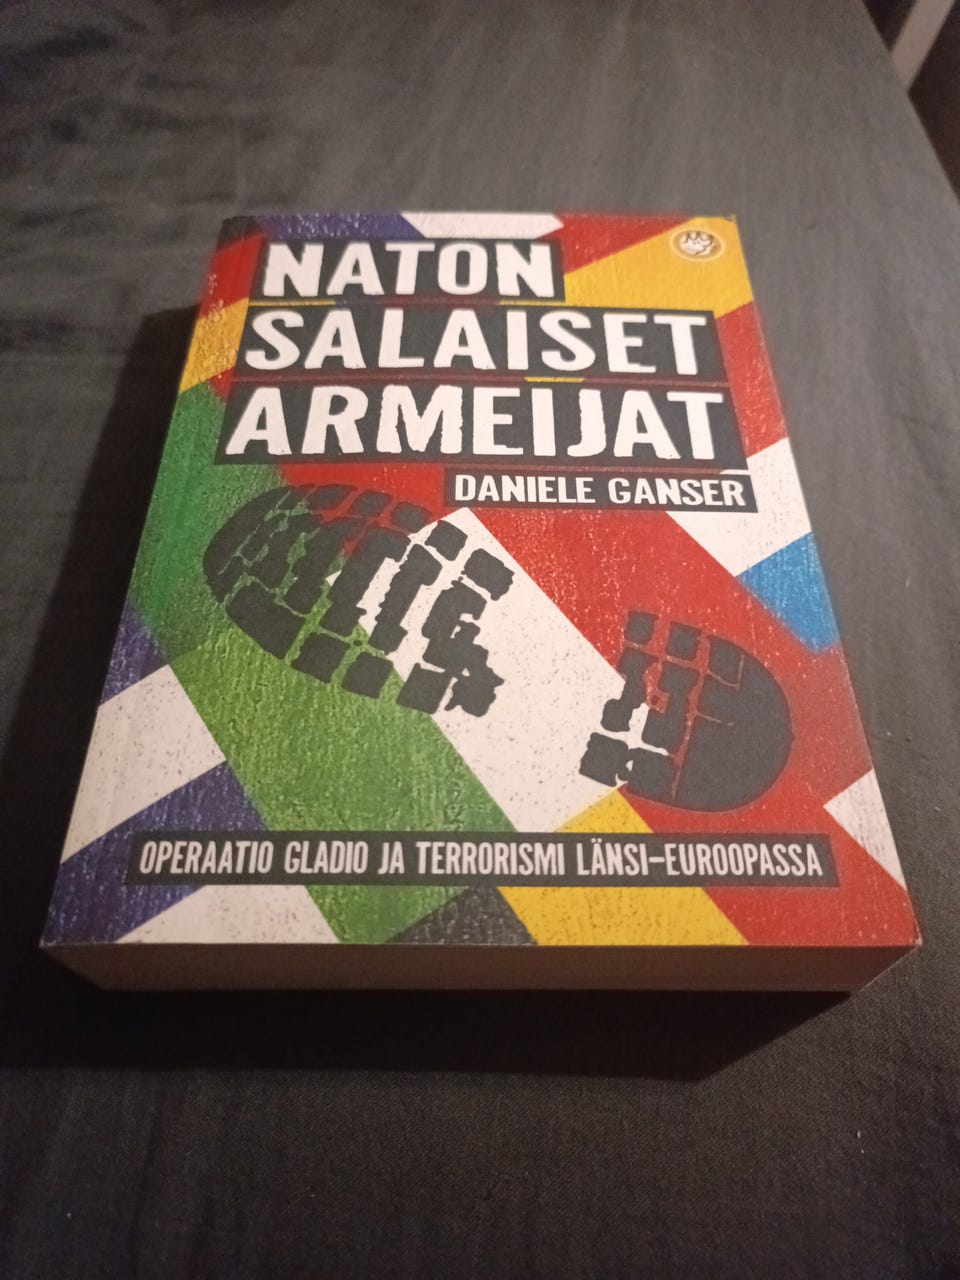 NATON
SALAISET
ARMEIJAT
DANIELE GANSER
OPERAATIO GLADIO JA TERRORISMI LÄNSI-EUROOPASSA